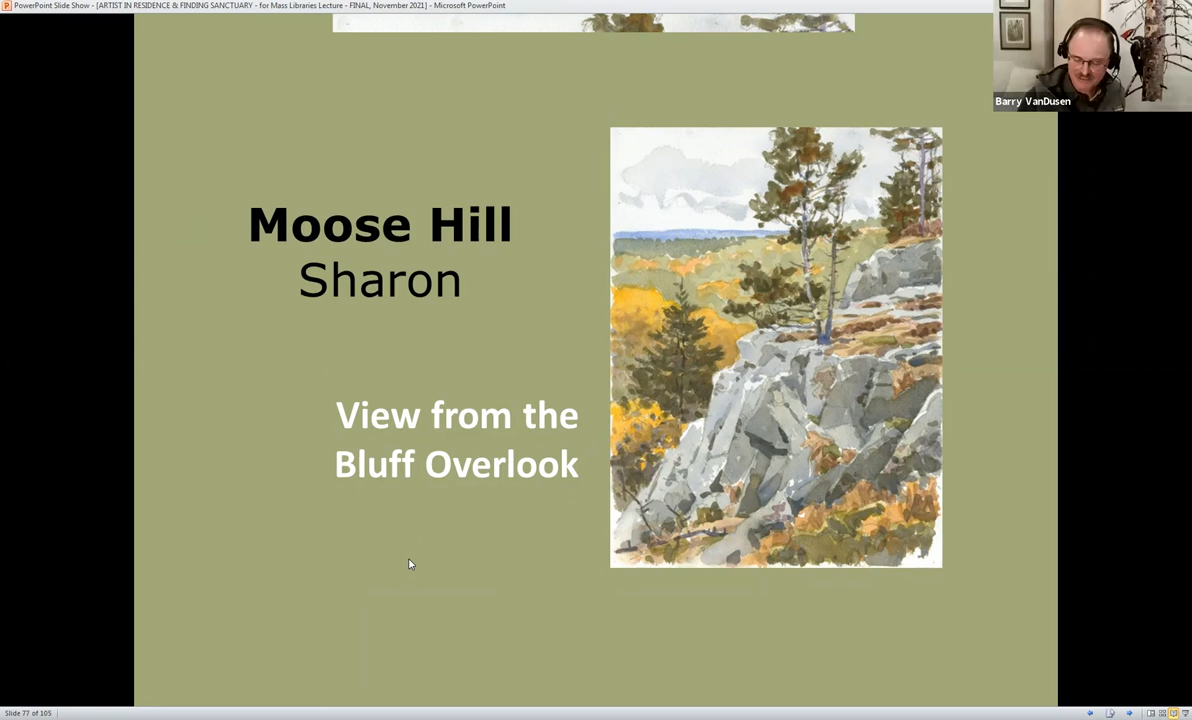 PowerPoint Slide Show - [ARTIST IN RESIDENCE & FINDING SANCTUARY - for Mass Libraries Lecture - FINAL, November 2021] - Microsoft PowerPoint
Barry VanDusen
Moose Hill
Sharon
View from the
Bluff Overlook
Slide 77 of 105